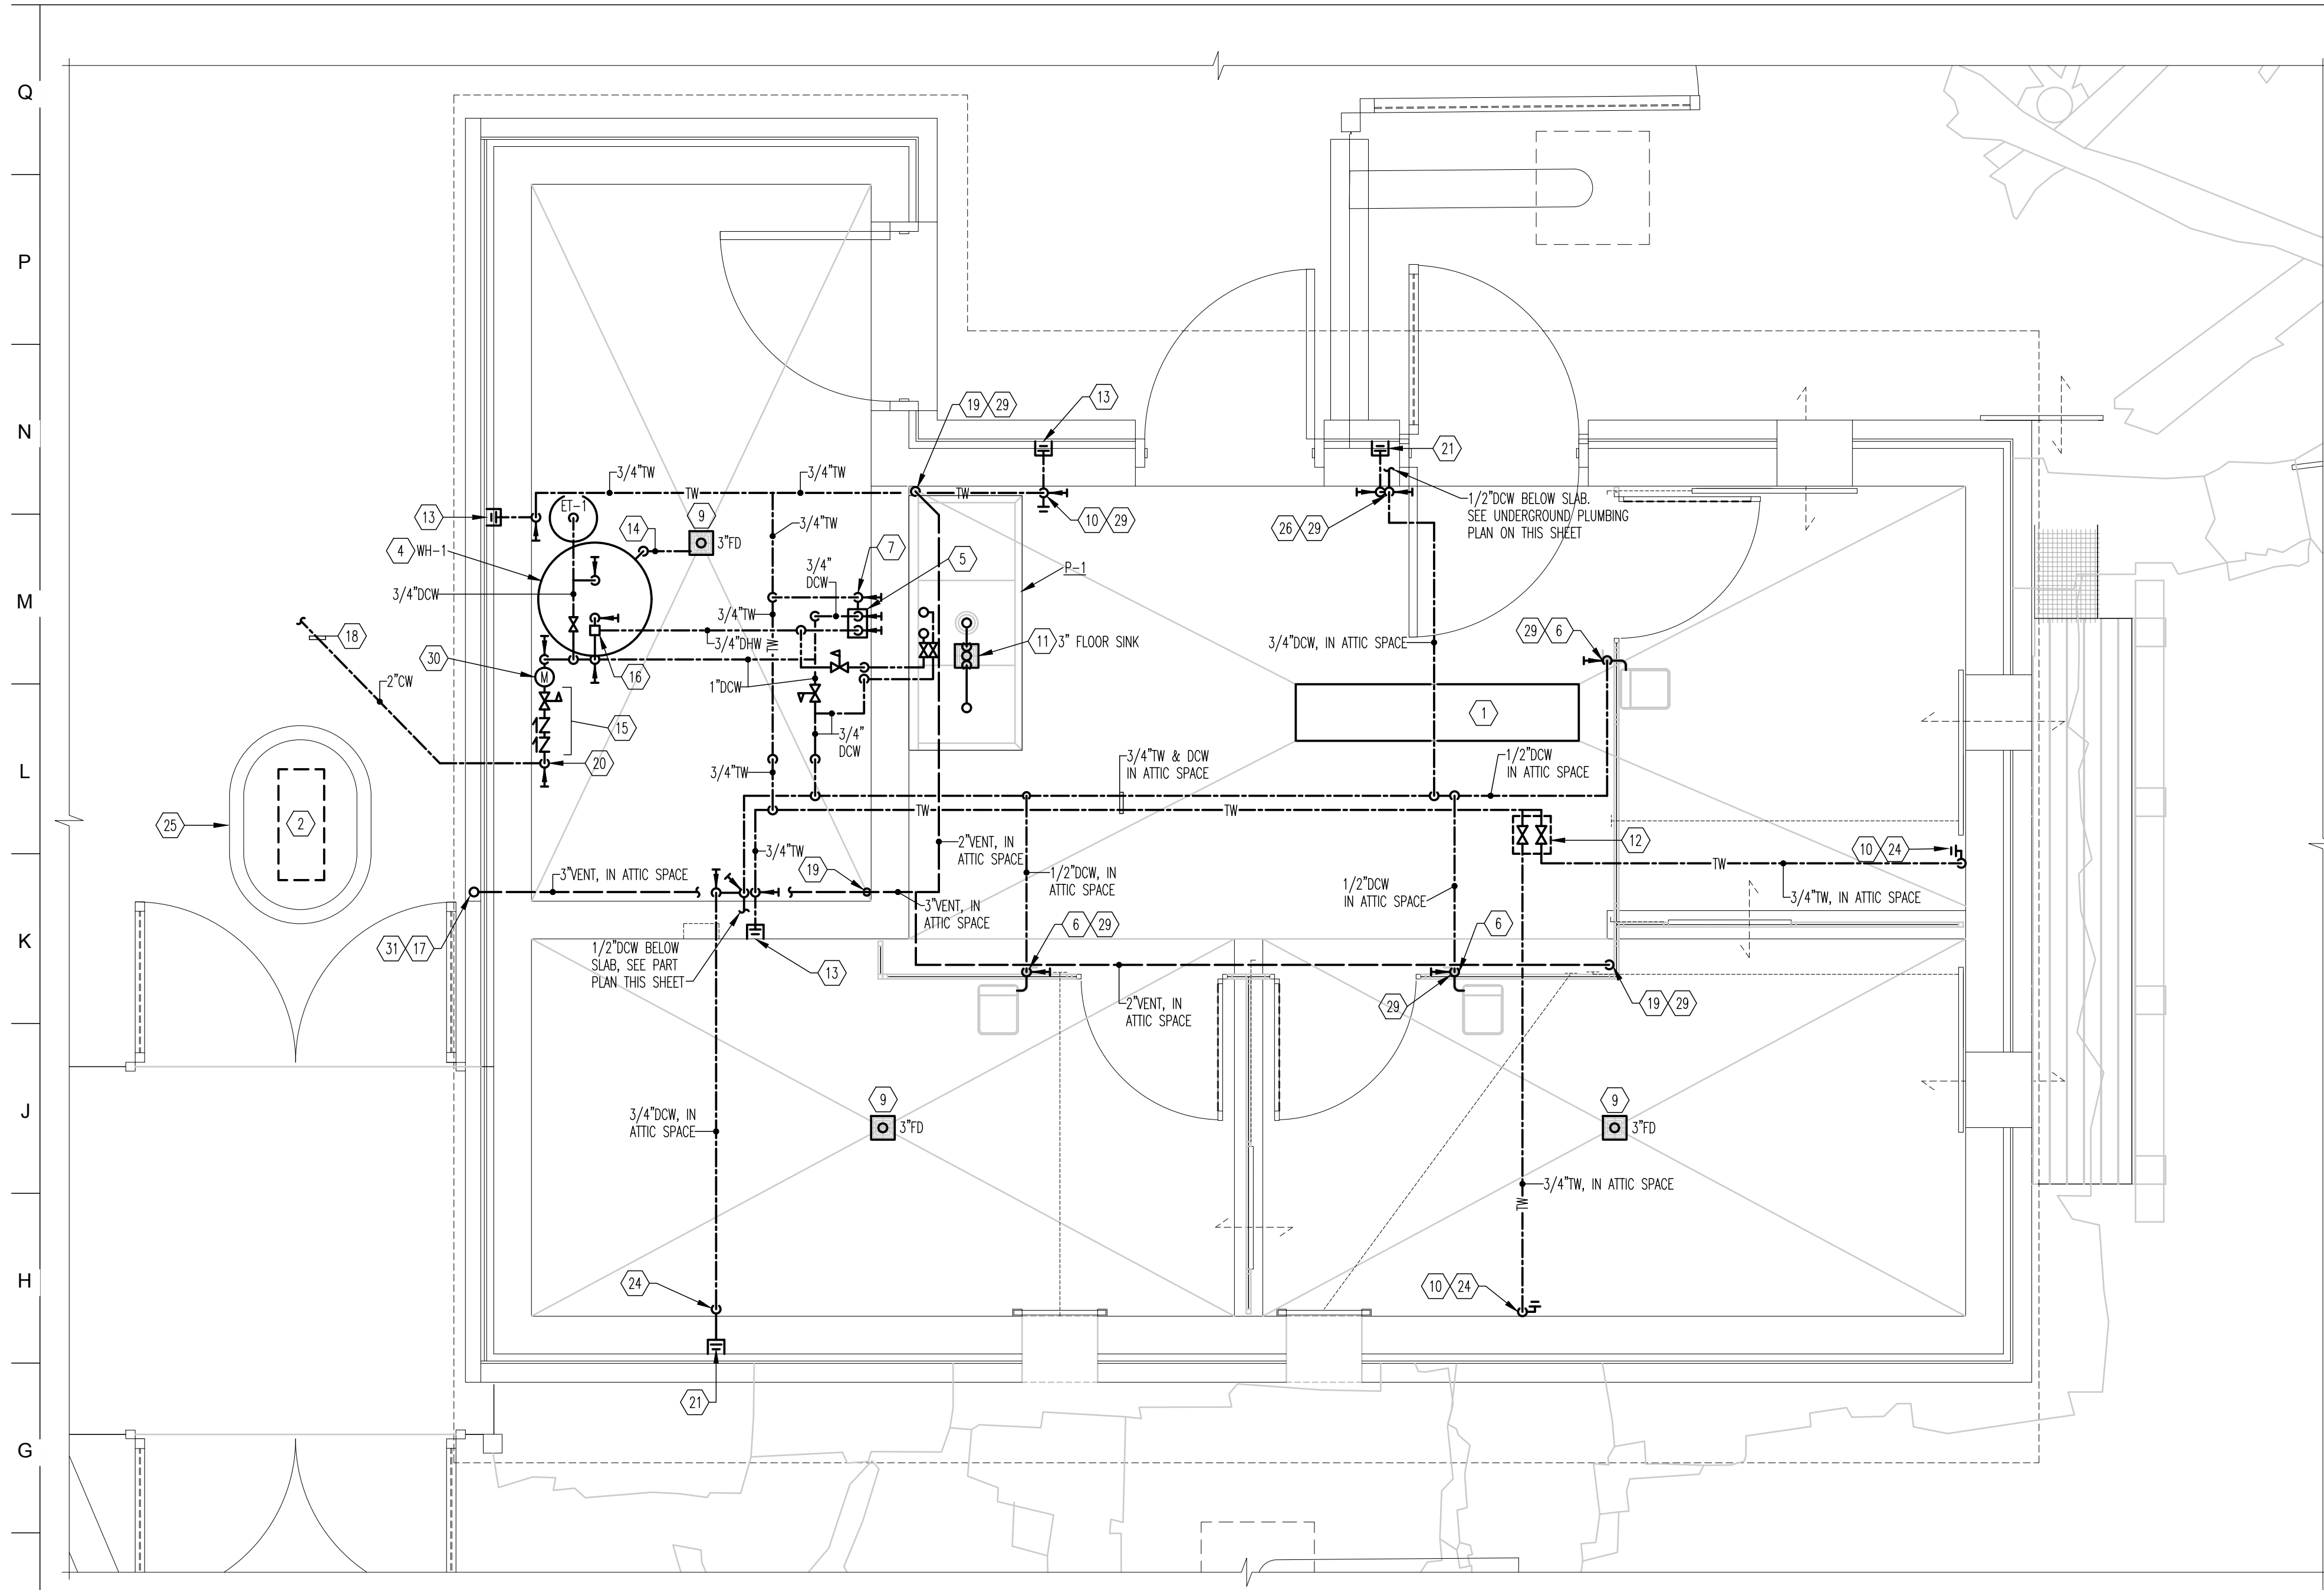 Q
P
N
M
L
K
J
H
G
19
29
13
21
3/4"TW
3/4"TW
TW
TW
ET-1
13
14
9
3"FD
3/4"TW
10
29
26
29
1/2"DCW BELOW SLAB.
SEE UNDERGROUND PLUMBING
PLAN ON THIS SHEET
4
WH-1
7
5
3/4"
DCW
P-1
3/4"DCW
3/4"TW
3/4"DHW
TW
18
30
M
16
11
3" FLOOR SINK
3/4"DCW, IN ATTIC SPACE
29
6
2"CW
1"DCW
15
3/4"
DCW
1
20
3/4"TW
3/4"TW & DCW
IN ATTIC SPACE
1/2"DCW
IN ATTIC SPACE
25
2
TW
TW
12
3/4"TW
2"VENT, IN
ATTIC SPACE
10
24
TW
19
3"VENT, IN ATTIC SPACE
1/2"DCW, IN
ATTIC SPACE
1/2"DCW
IN ATTIC SPACE
3/4"TW, IN ATTIC SPACE
3"VENT, IN
ATTIC SPACE
31
17
6
29
6
1/2"DCW BELOW
SLAB, SEE PART
PLAN THIS SHEET
13
2"VENT, IN
ATTIC SPACE
29
19
29
9
3"FD
9
3"FD
3/4"DCW, IN
ATTIC SPACE
3/4"TW, IN ATTIC SPACE
TW
24
10
24
21